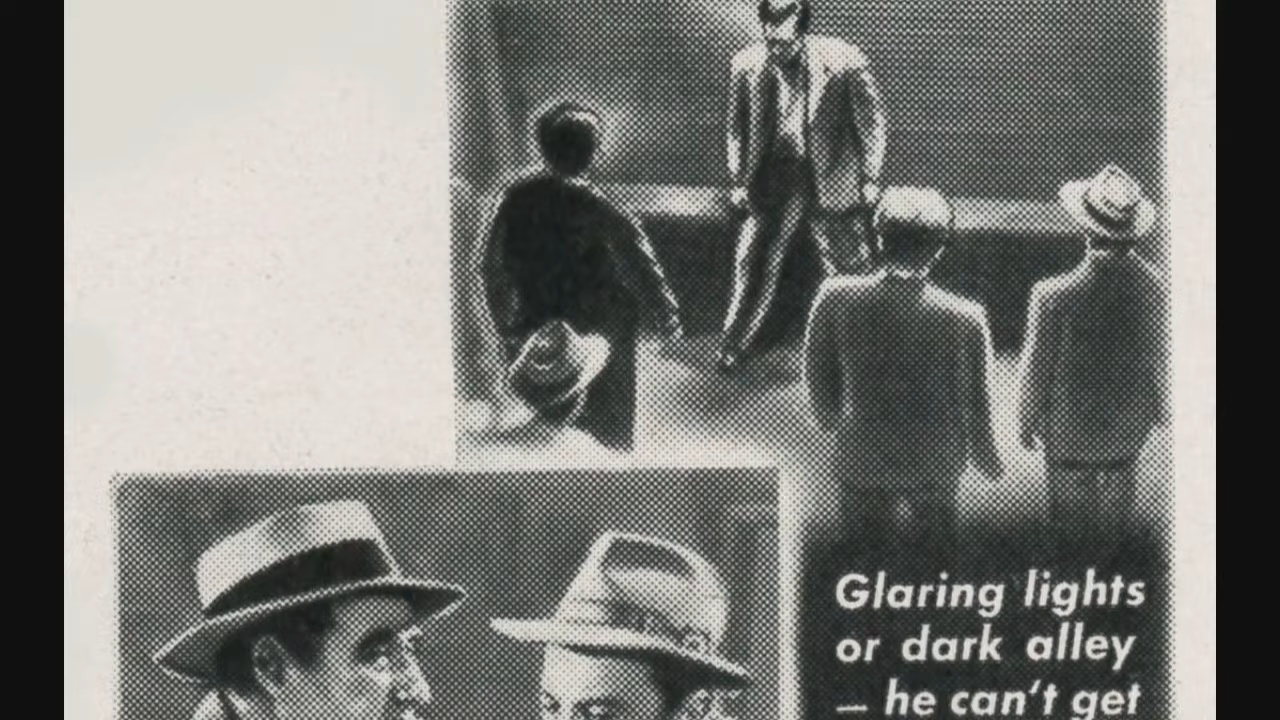 Glaring lights
or dark alley
— he can't get